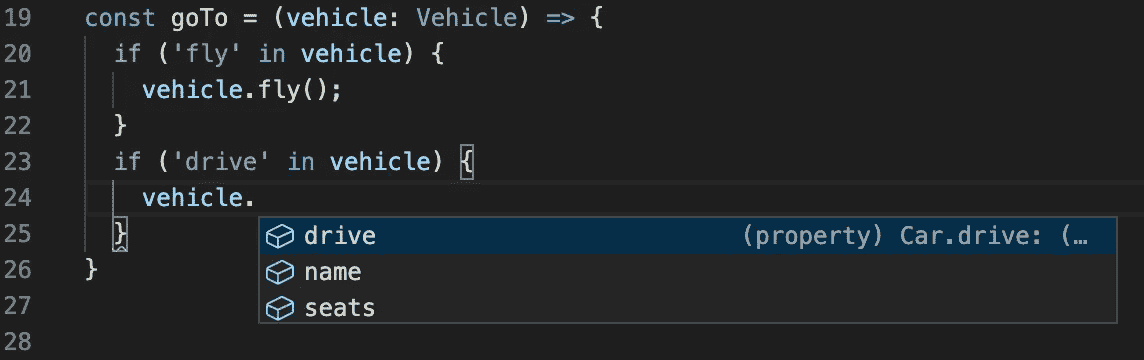 19 const goTo = (vehicle: Vehicle) => {
20 if ('fly' in vehicle) {
21 vehicle.fly();
22 }
23 if ('drive' in vehicle) {
24 vehicle.
25 }
drive (property) Car.drive: (…
26 }
name
27
seats
28